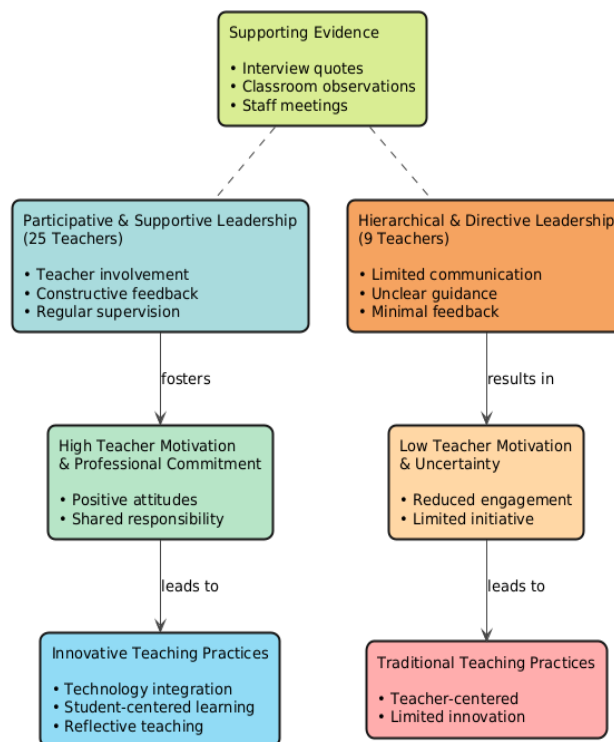 Supporting Evidence
• Interview quotes
• Classroom observations
• Staff meetings
Participative & Supportive Leadership
(25 Teachers)
• Teacher involvement
• Constructive feedback
• Regular supervision
Hierarchical & Directive Leadership
(9 Teachers)
• Limited communication
• Unclear guidance
• Minimal feedback
fosters
results in
High Teacher Motivation
& Professional Commitment
• Positive attitudes
• Shared responsibility
Low Teacher Motivation
& Uncertainty
• Reduced engagement
• Limited initiative
leads to
leads to
Innovative Teaching Practices
• Technology integration
• Student-centered learning
• Reflective teaching
Traditional Teaching Practices
• Teacher-centered
• Limited innovation